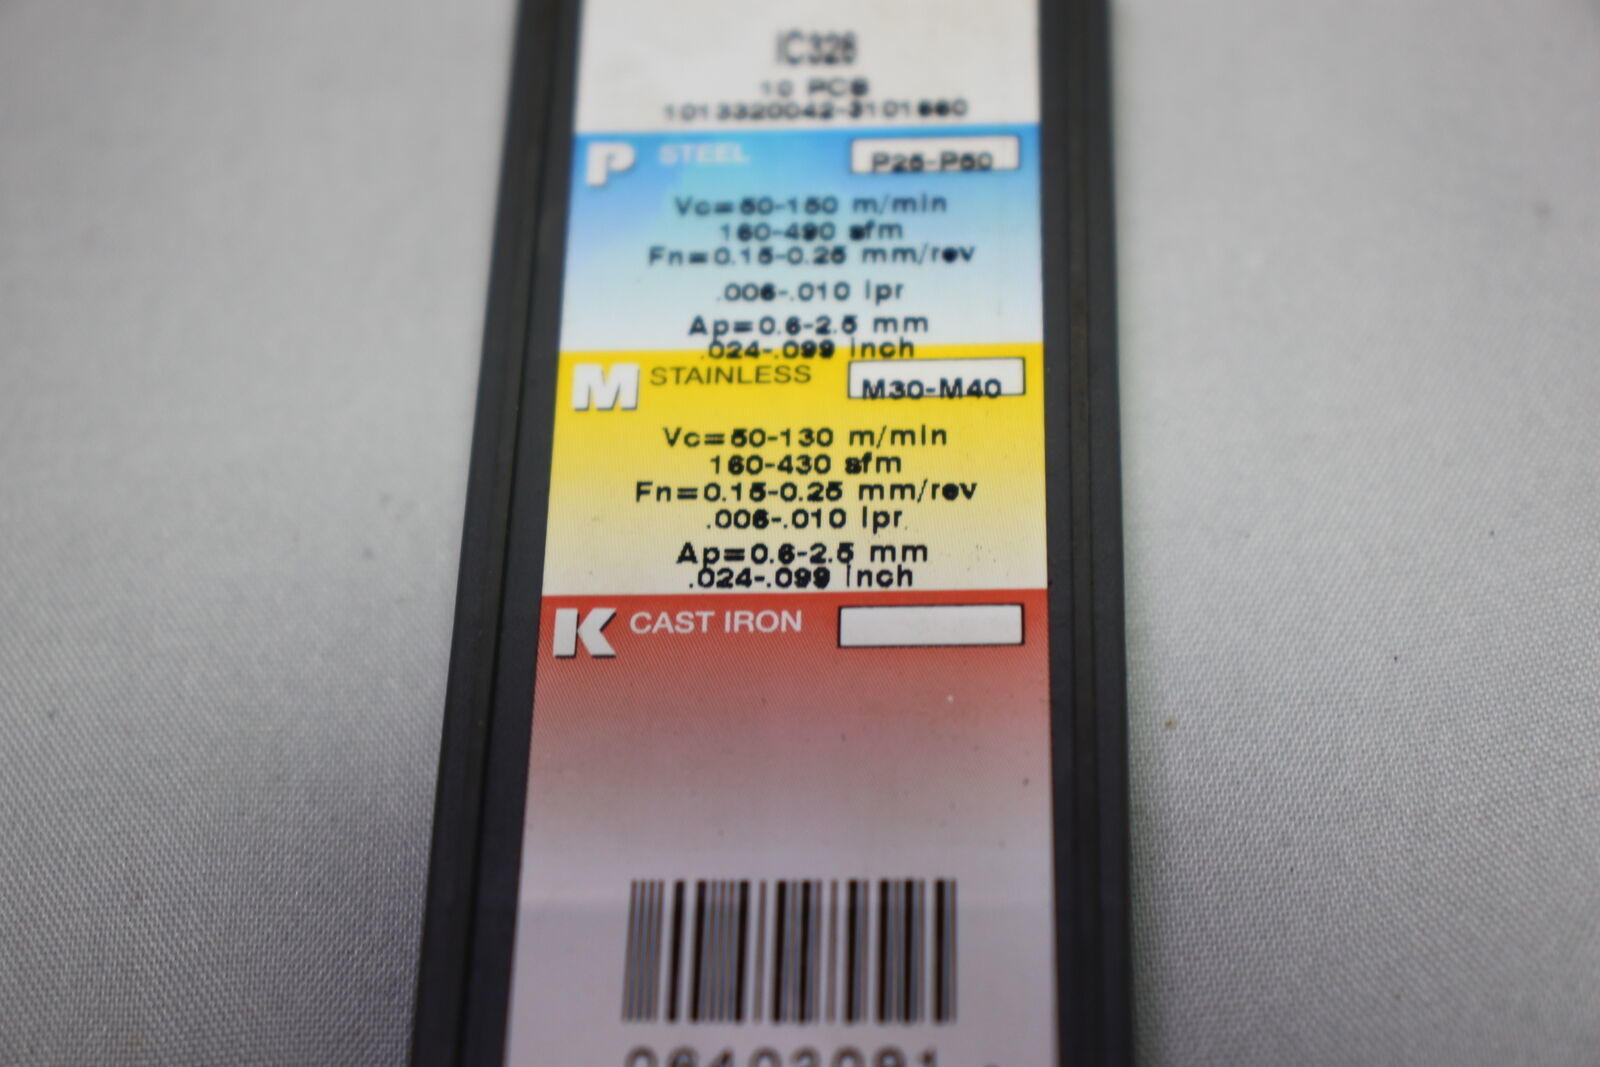 IC328
10 PCS
P STEEL P25-P50
Vc=50-150 m/min
160-490 sfm
Fn=0.15-0.25 mm/rev
.006-.010 ipr
Ap=0.6-2.5 mm
.024-.099 inch
M STAINLESS M30-M40
Vc=50-130 m/min
160-430 sfm
Fn=0.15-0.25 mm/rev
.006-.010 ipr
Ap=0.6-2.5 mm
.024-.099 inch
K CAST IRON